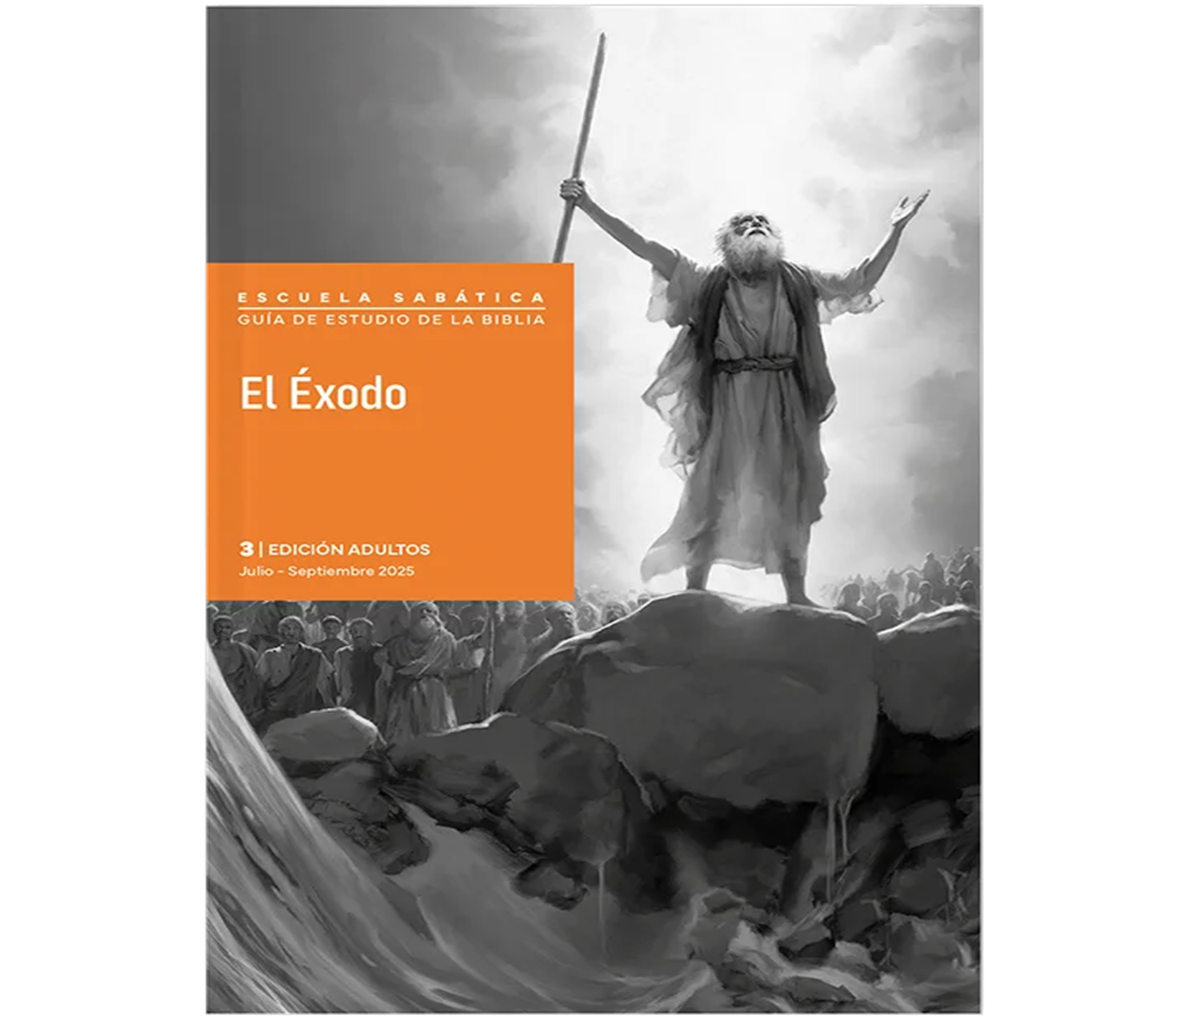 ESCUELA SABÁTICA
GUÍA DE ESTUDIO DE LA BIBLIA
El Éxodo
3 | EDICIÓN ADULTOS
Julio – Septiembre 2025